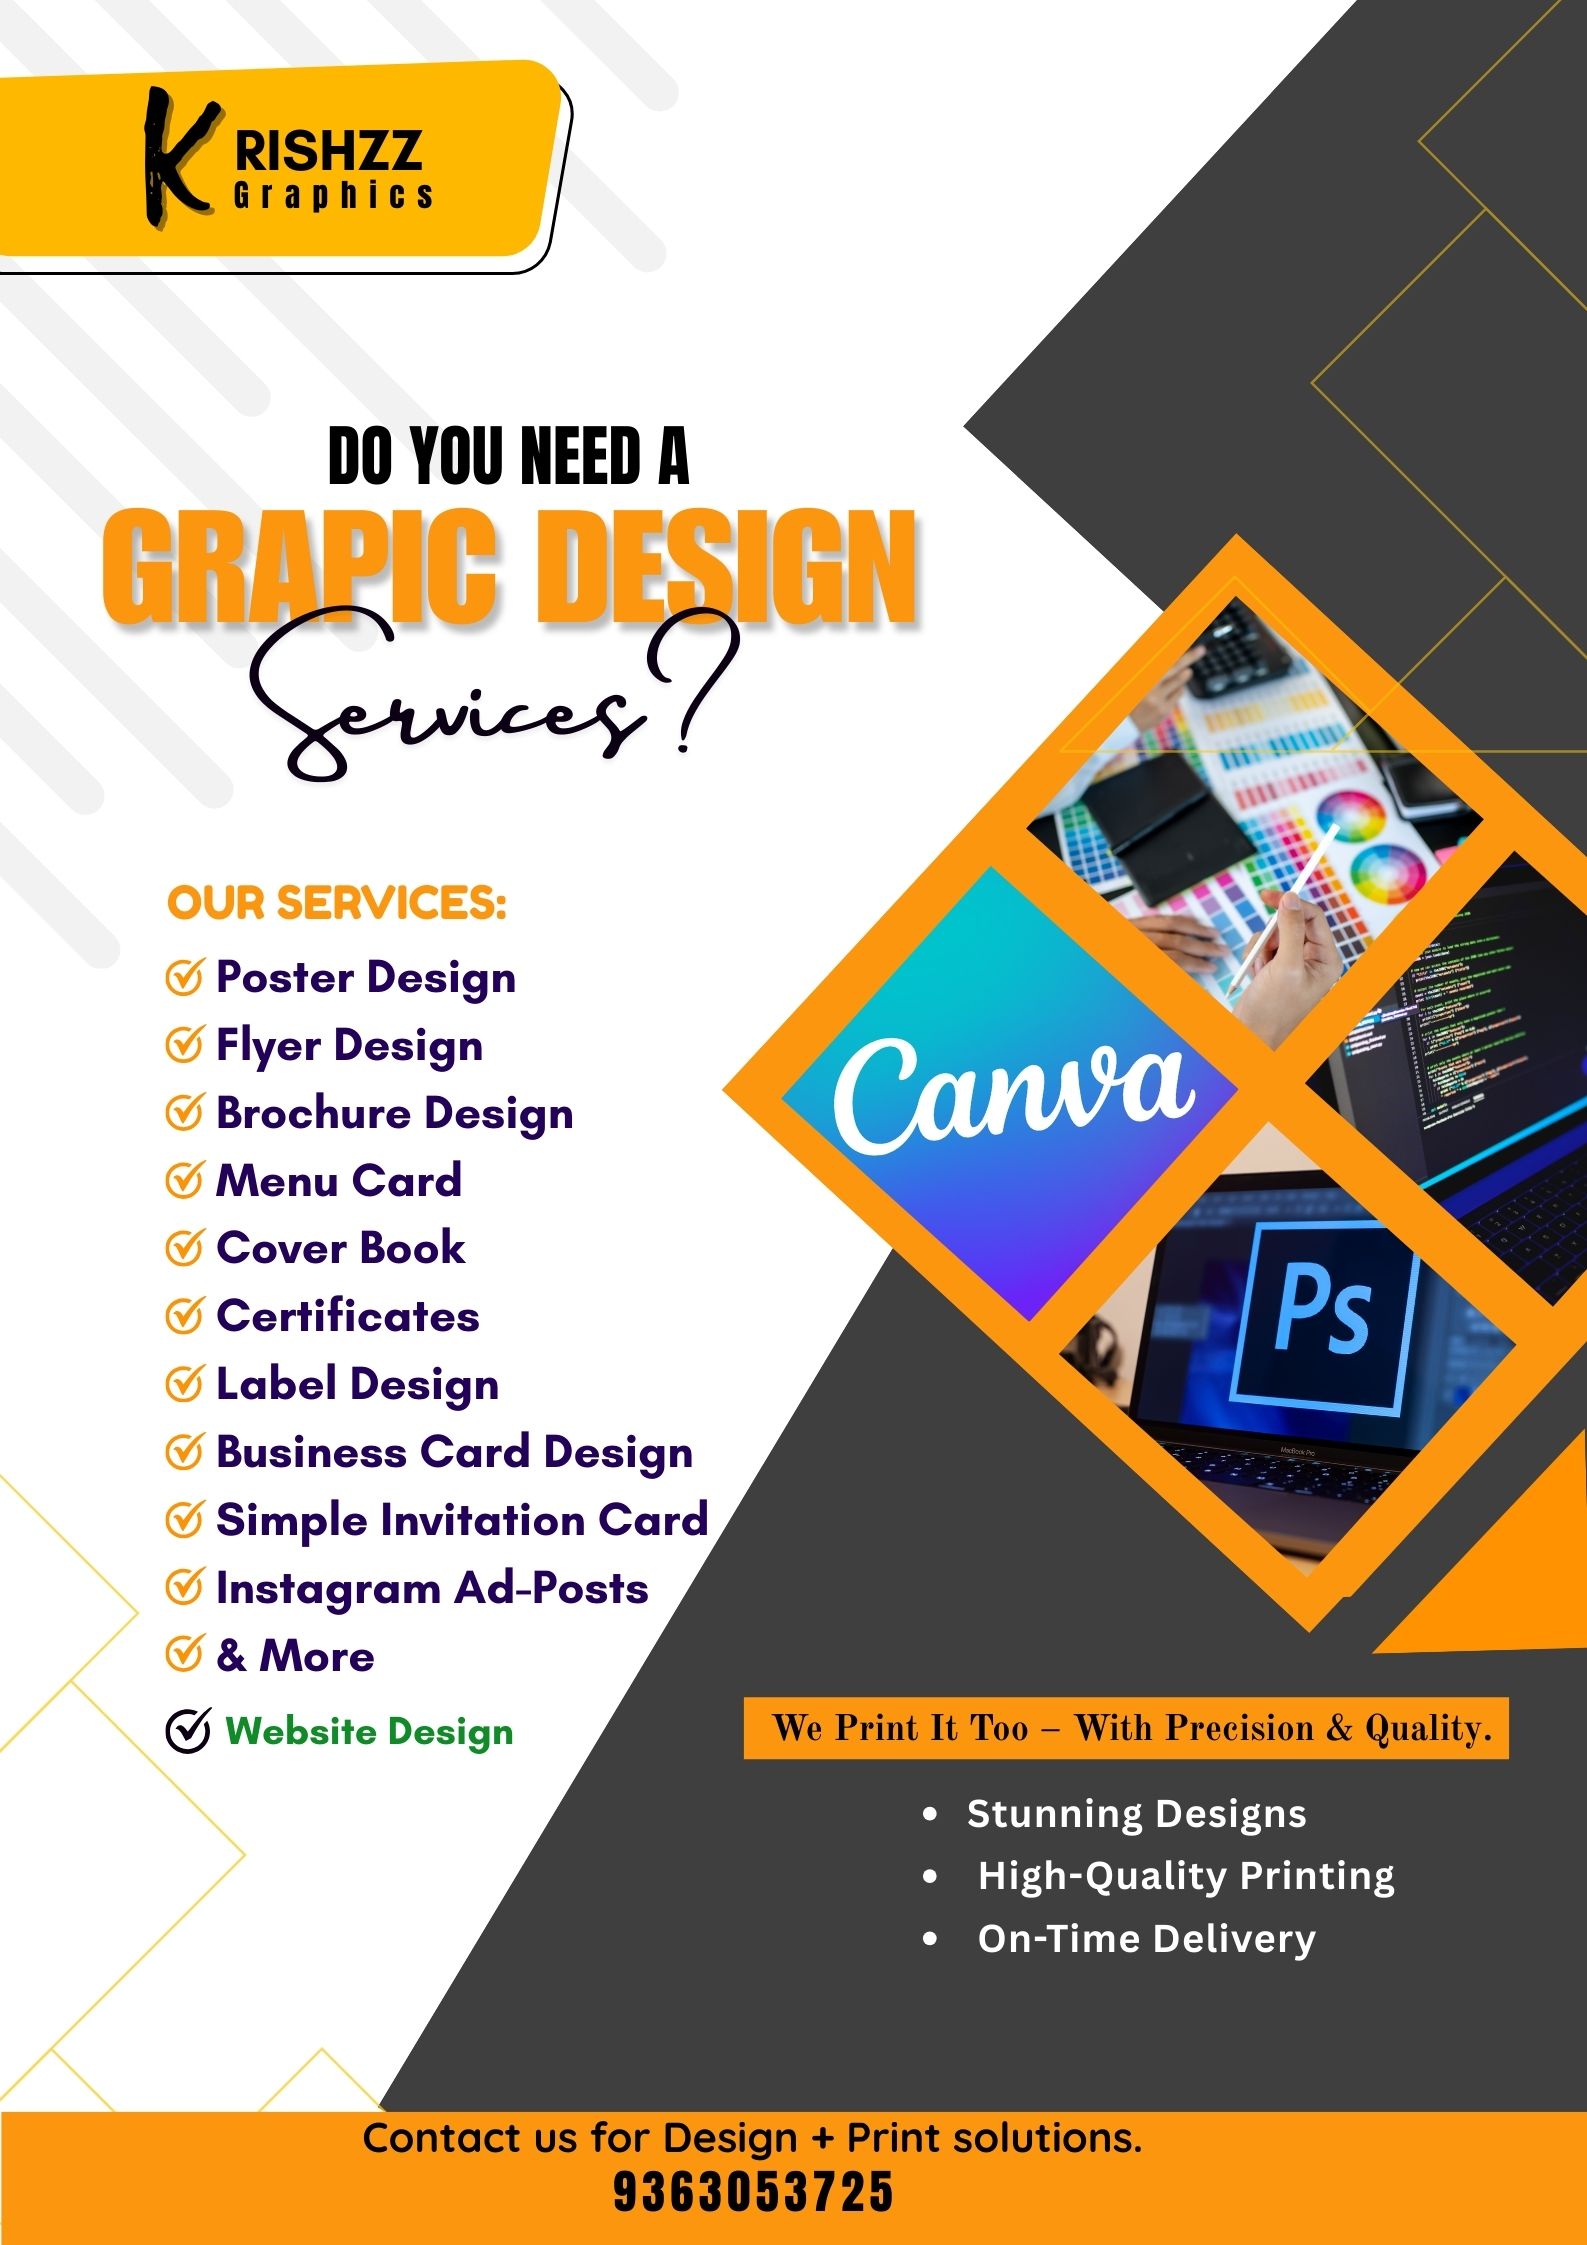 K RISHZZ
Graphics
DO YOU NEED A
GRAPIC DESIGN
Services?
OUR SERVICES:
Poster Design
Flyer Design
Brochure Design
Menu Card
Cover Book
Certificates
Label Design
Business Card Design
Simple Invitation Card
Instagram Ad-Posts
& More
Website Design
Canva
Ps
MacBook Pro
We Print It Too – With Precision & Quality.
• Stunning Designs
• High-Quality Printing
• On-Time Delivery
Contact us for Design + Print solutions.
9363053725